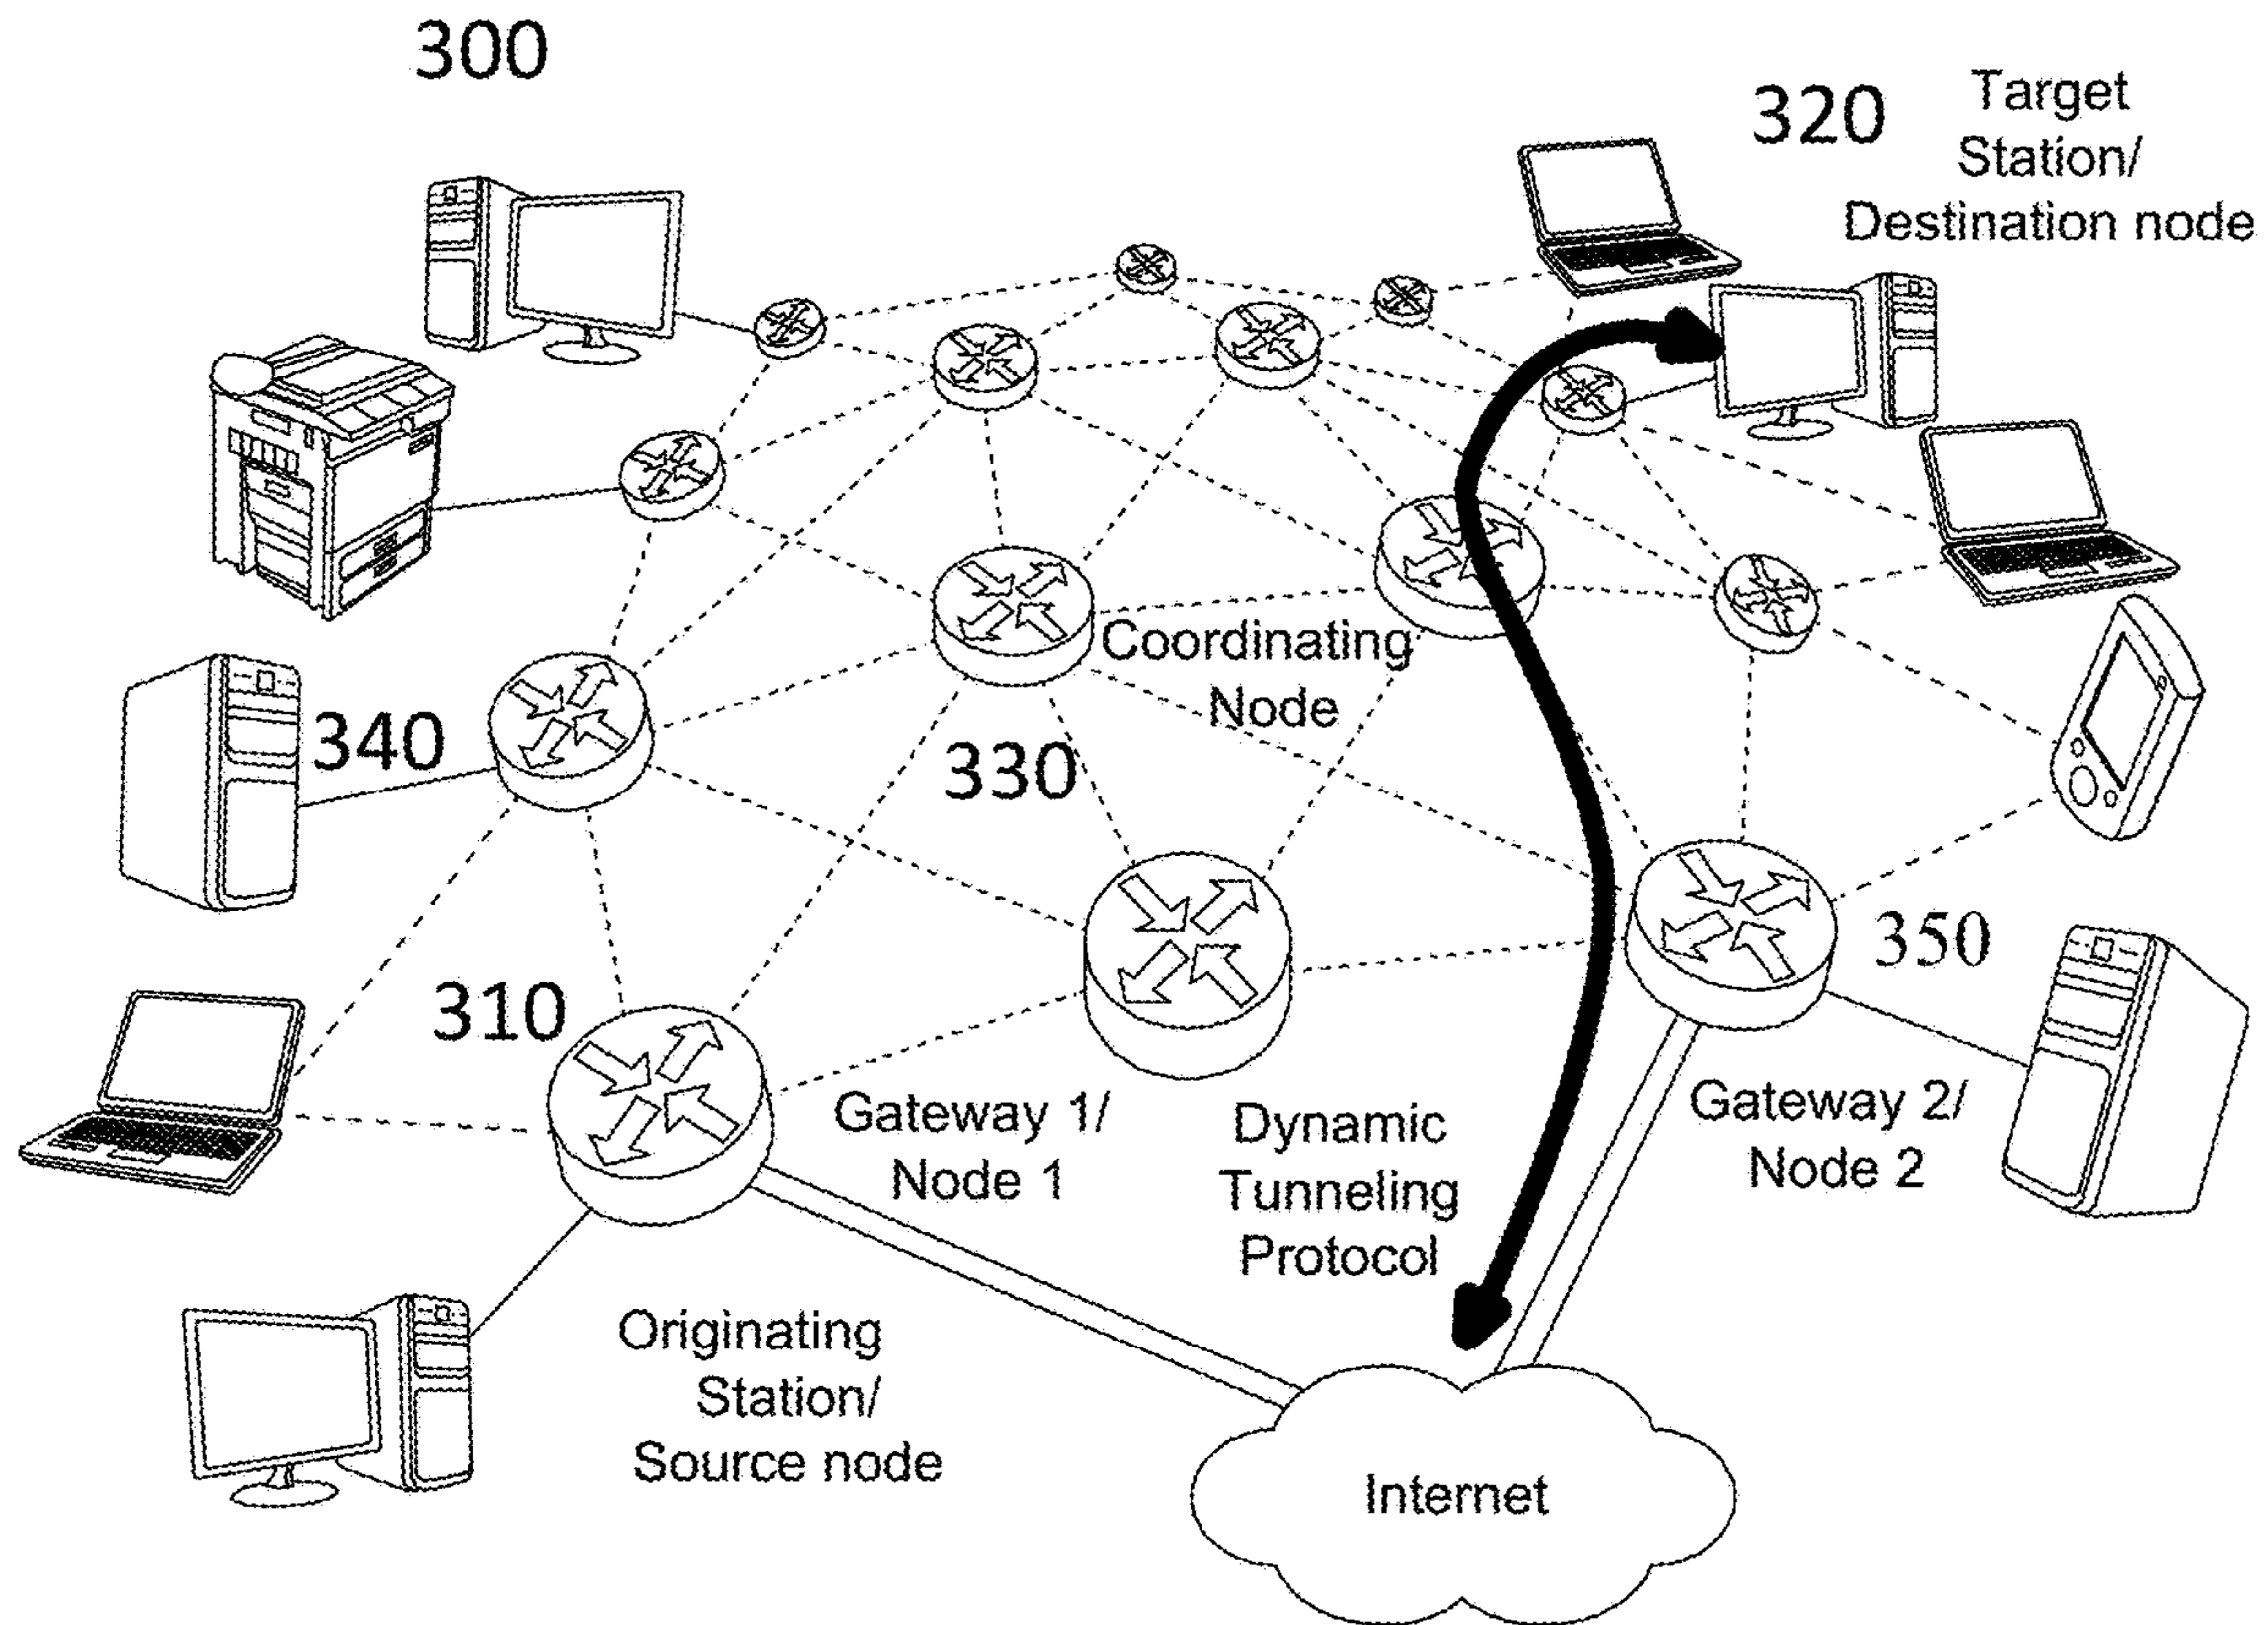 300
320
Target
Station/
Destination node
Coordinating
Node
340
330
350
310
Gateway 1/
Node 1
Dynamic
Tunneling
Protocol
Gateway 2/
Node 2
Originating
Station/
Source node
Internet